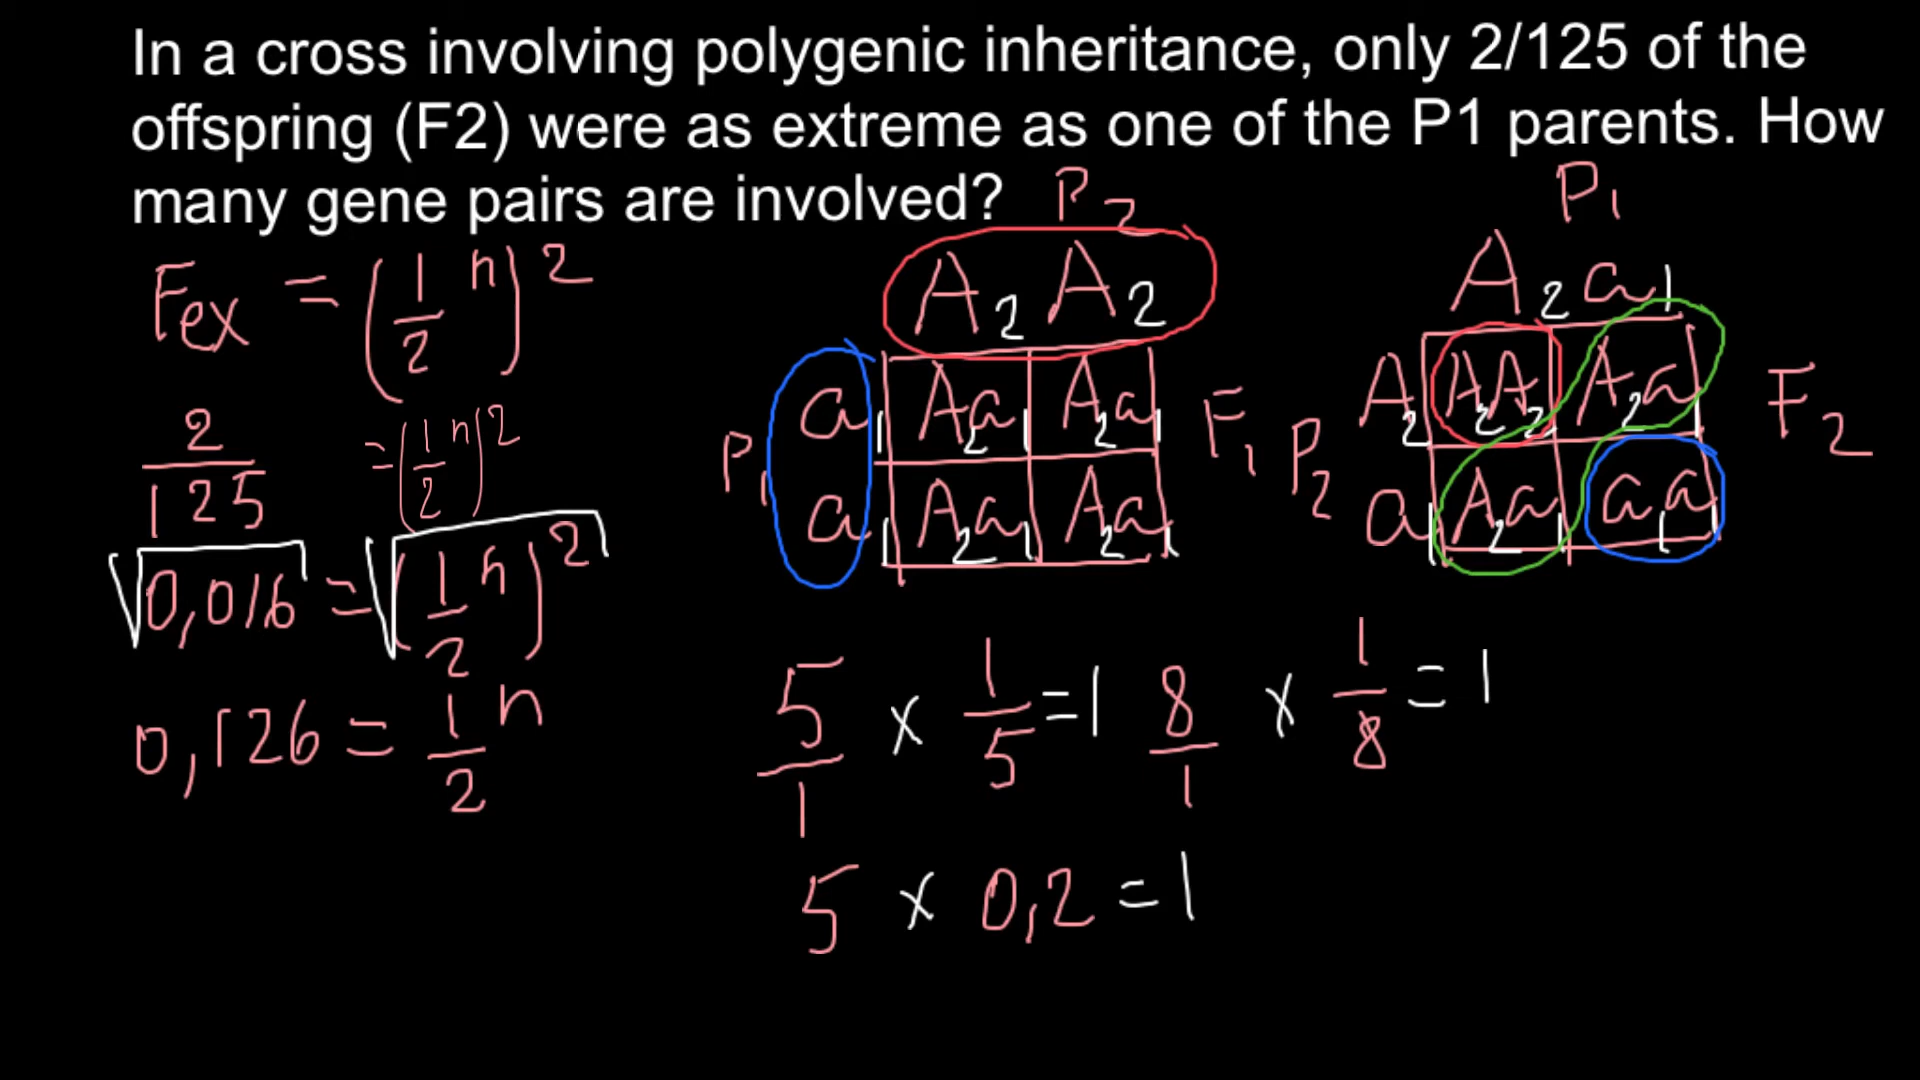 In a cross involving polygenic inheritance, only 2/125 of the
offspring (F2) were as extreme as one of the P1 parents. How
many gene pairs are involved?
Fex = (1/2 ^n)^2
2/125 = (1/2 ^n)^2
√0,016 = √(1/2 ^n)^2
0,126 = 1/2 ^n
P2
A2 A2
P1
a1 A2a1 A2a1
F1
a1 A2a1 A2a1
P1
A2 a1
P2
A2 A2A2 A2a1
F2
a1 A2a1 a1a1
5/1 × 1/5 = 1 8/1 × 1/8 = 1
5 × 0,2 = 1